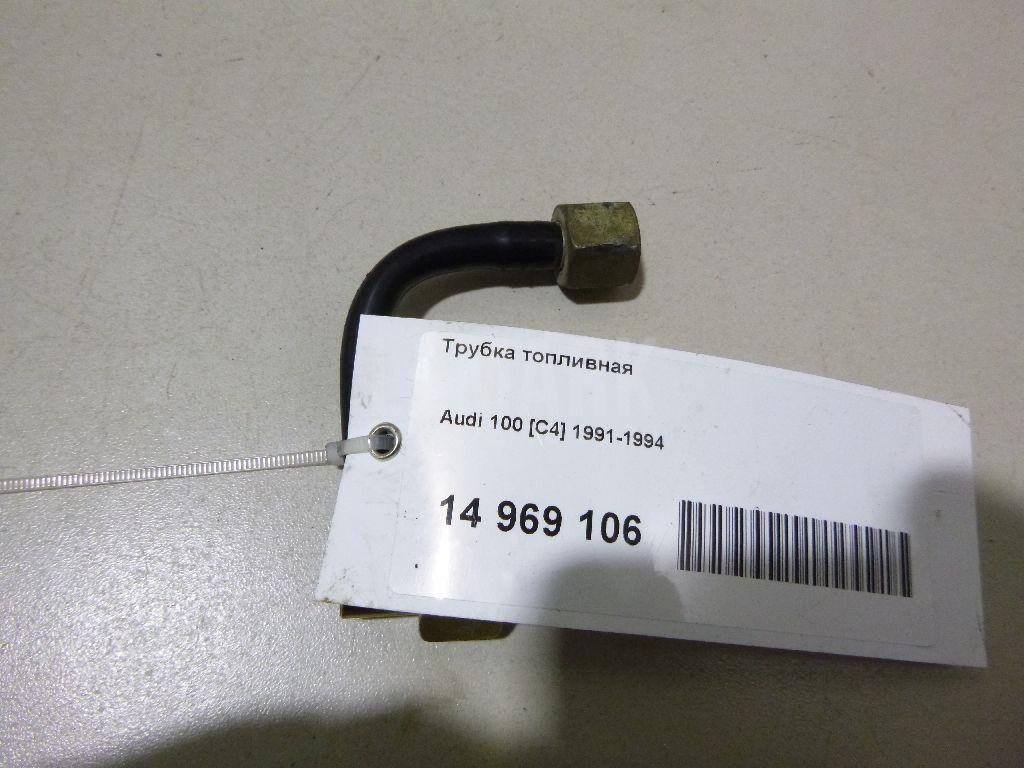 Трубка топливная
Audi 100 [C4] 1991-1994
14 969 106